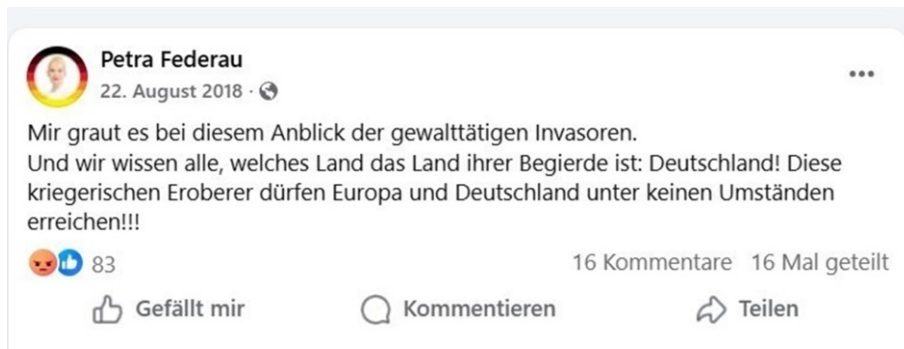 Petra Federau
22. August 2018 ·
Mir graut es bei diesem Anblick der gewalttätigen Invasoren.
Und wir wissen alle, welches Land das Land ihrer Begierde ist: Deutschland! Diese
kriegerischen Eroberer dürfen Europa und Deutschland unter keinen Umständen
erreichen!!!
83 16 Kommentare 16 Mal geteilt
Gefällt mir Kommentieren Teilen